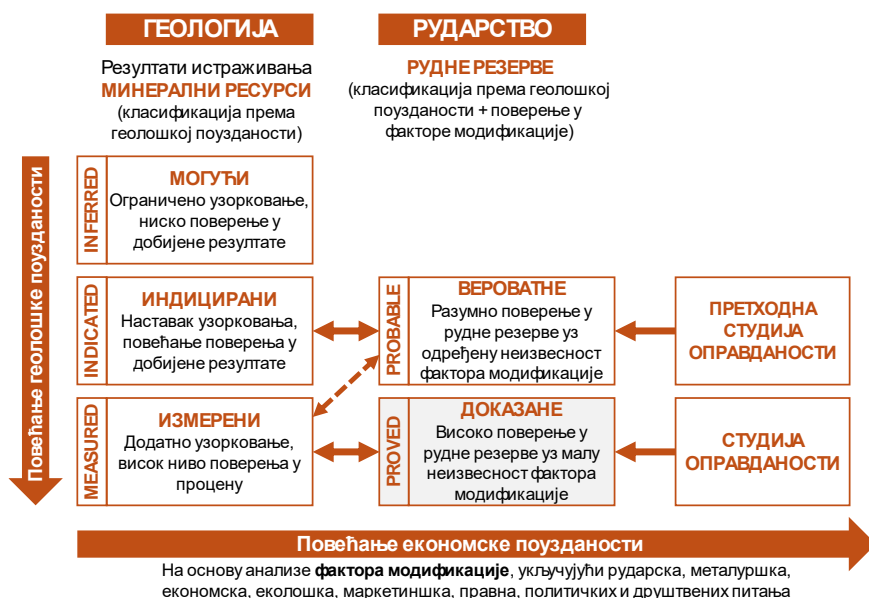 ГЕОЛОГИЈА
Резултати истраживања
МИНЕРАЛНИ РЕСУРСИ
(класификација према
геолошкој поузданости)
РУДАРСТВО
РУДНЕ РЕЗЕРВЕ
(класификација према геолошкој
поузданости + поверење у
факторе модификације)
Повећање геолошке поузданости
INFERRED
МОГУЋИ
Ограничено узорковање,
ниско поверење у
добијене резултате
INDICATED
ИНДИЦИРАНИ
Наставак узорковања,
повећање поверења у
добијене резултате
PROBABLE
ВЕРОВАТНЕ
Разумно поверење у
рудне резерве уз
одређену неизвесност
фактора модификације
ПРЕТХОДНА
СТУДИЈА
ОПРАВДАНОСТИ
MEASURED
ИЗМЕРЕНИ
Додатно узорковање,
висок ниво поверења у
процену
PROVED
ДОКАЗАНЕ
Високо поверење у
рудне резерве уз малу
неизвесност фактора
модификације
СТУДИЈА
ОПРАВДАНОСТИ
Повећање економске поузданости
На основу анализе фактора модификације, укључујући рударска, металуршка,
економска, еколошка, маркетиншка, правна, политичких и друштвених питања